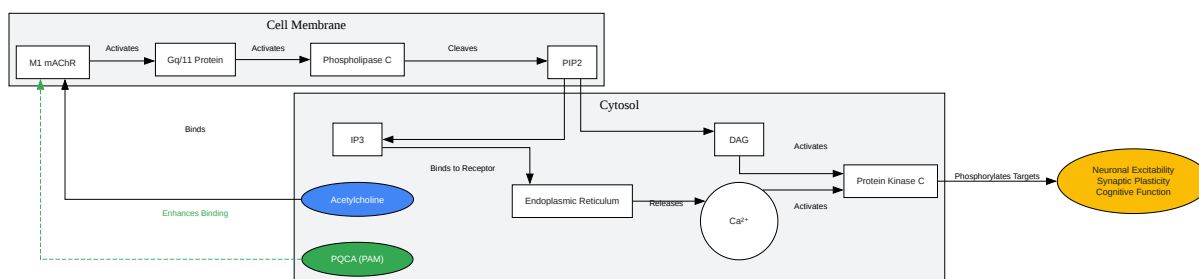 Cell Membrane
M1 mAChR
Activates
Gq/11 Protein
Activates
Phospholipase C
Cleaves
PIP2
Binds
Cytosol
IP3
Binds to Receptor
DAG
Activates
Endoplasmic Reticulum
Releases
Ca²⁺
Activates
Protein Kinase C
Phosphorylates Targets
Neuronal Excitability
Synaptic Plasticity
Cognitive Function
Acetylcholine
Enhances Binding
PQCA (PAM)